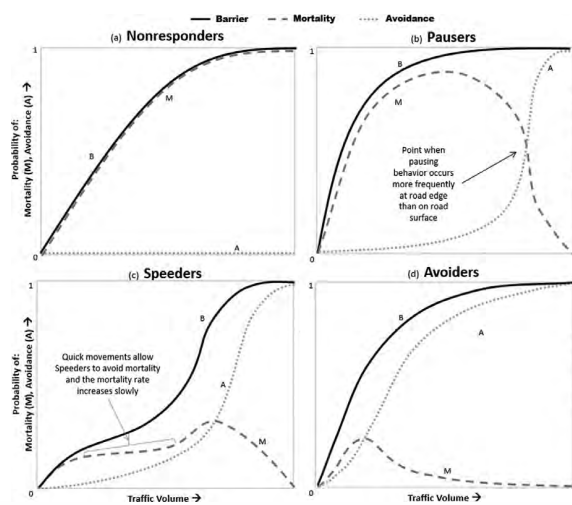 Barrier Mortality Avoidance
(a) Nonresponders
(b) Pausers
1
B
M
A
0
Probability of:
Mortality (M), Avoidance (A) →
1
B
M
A
Point when
pausing
behavior occurs
more frequently
at road edge
than on road
surface
0
(c) Speeders
(d) Avoiders
1
B
Quick movements allow
Speeders to avoid mortality
and the mortality rate
increases slowly
A
M
0
Probability of:
Mortality (M), Avoidance (A) →
Traffic Volume →
1
B
A
M
0
Traffic Volume →